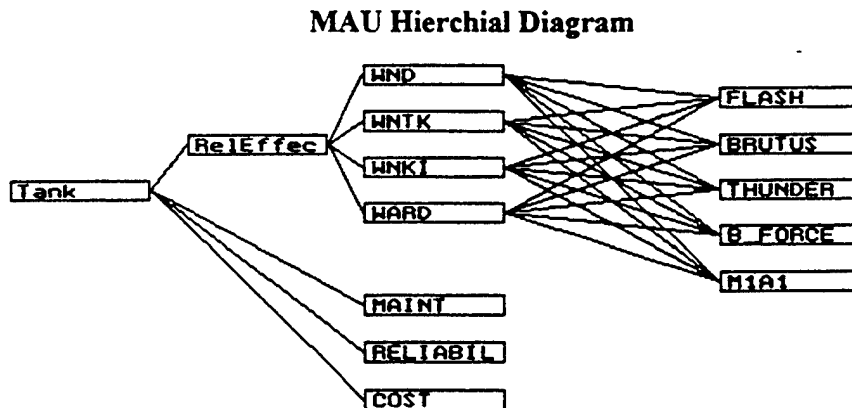 MAU Hierchial Diagram
WND
FLASH
WNTK
RelEffec
BRUTUS
WNKI
THUNDER
Tank
WARD
B FORCE
M1A1
MAINT
RELIABIL
COST